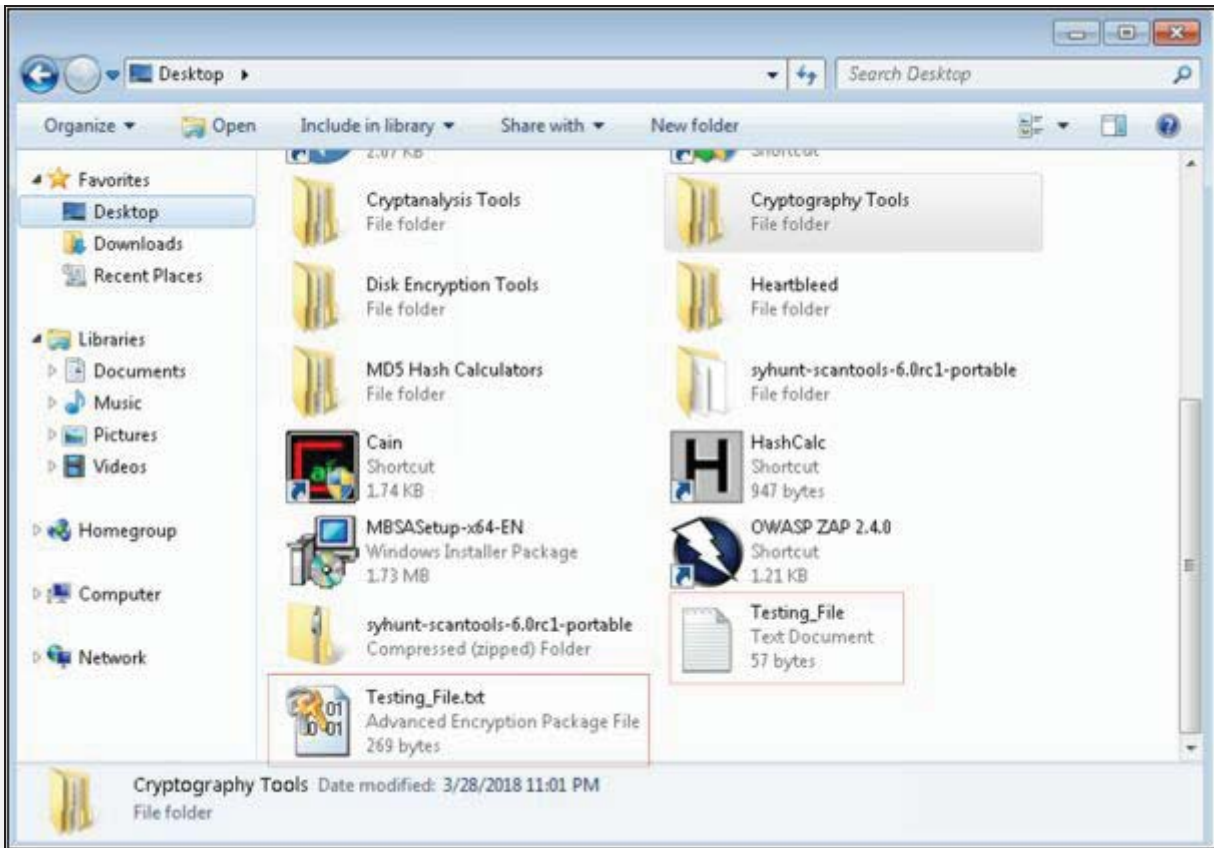 Desktop
Search Desktop
Organize
Open
Include in library
Share with
New folder
2.07 KB
Shortcut
Favorites
Desktop
Downloads
Recent Places
Libraries
Documents
Music
Pictures
Videos
Homegroup
Computer
Network
Cryptanalysis Tools
File folder
Cryptography Tools
File folder
Disk Encryption Tools
File folder
Heartbleed
File folder
MD5 Hash Calculators
File folder
syhunt-scantools-6.0rc1-portable
File folder
Cain
Shortcut
1.74 KB
HashCalc
Shortcut
947 bytes
MBSASetup-x64-EN
Windows Installer Package
1.73 MB
OWASP ZAP 2.4.0
Shortcut
1.21 KB
syhunt-scantools-6.0rc1-portable
Compressed (zipped) Folder
Testing_File
Text Document
57 bytes
Testing_File.txt
Advanced Encryption Package File
269 bytes
Cryptography Tools Date modified: 3/28/2018 11:01 PM
File folder